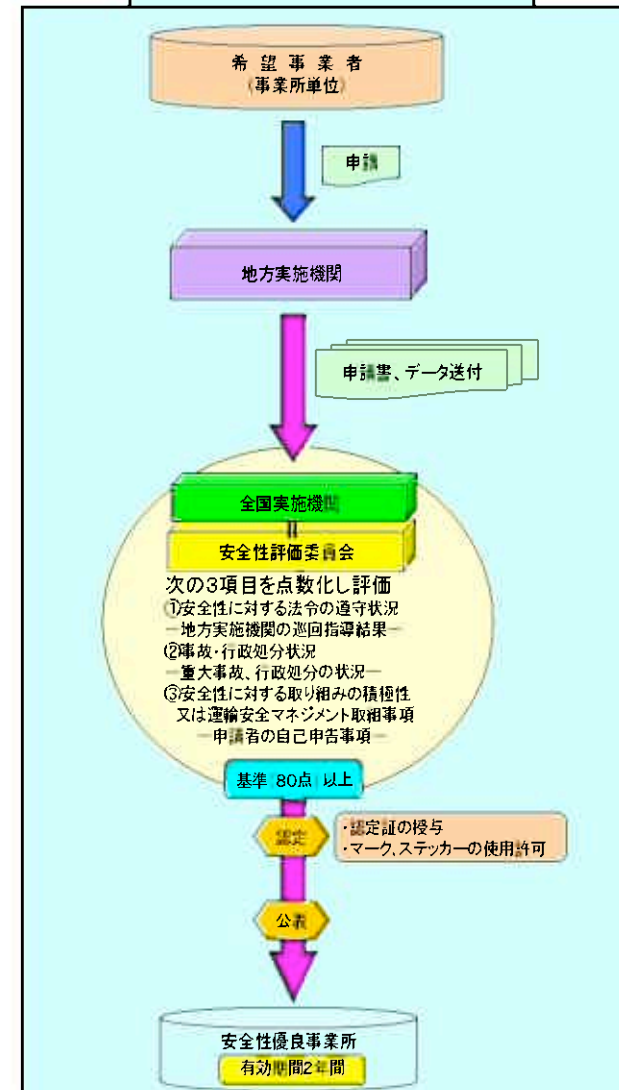 希望事業者
(事業所単位)
申請
地方実施機関
申請書、データ送付
全国実施機関
安全性評価委員会
次の3項目を点数化し評価
①安全性に対する法令の遵守状況
―地方実施機関の巡回指導結果―
②事故・行政処分状況
―重大事故、行政処分の状況―
③安全性に対する取り組みの積極性
又は運輸安全マネジメント取組事項
―申請者の自己申告事項―
基準(80点)以上
認定
・認定証の授与
・マーク、ステッカーの使用許可
公表
安全性優良事業所
有効期間2年間